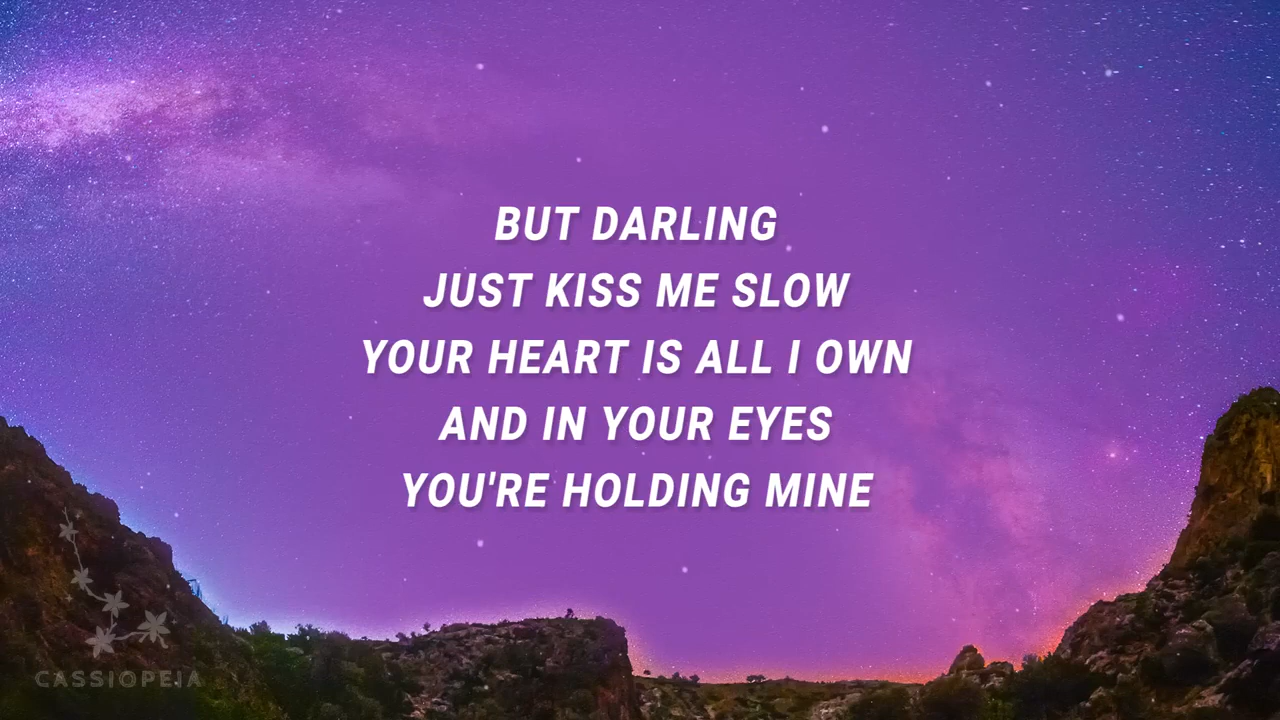 BUT DARLING
JUST KISS ME SLOW
YOUR HEART IS ALL I OWN
AND IN YOUR EYES
YOU'RE HOLDING MINE
CASSIOPEIA